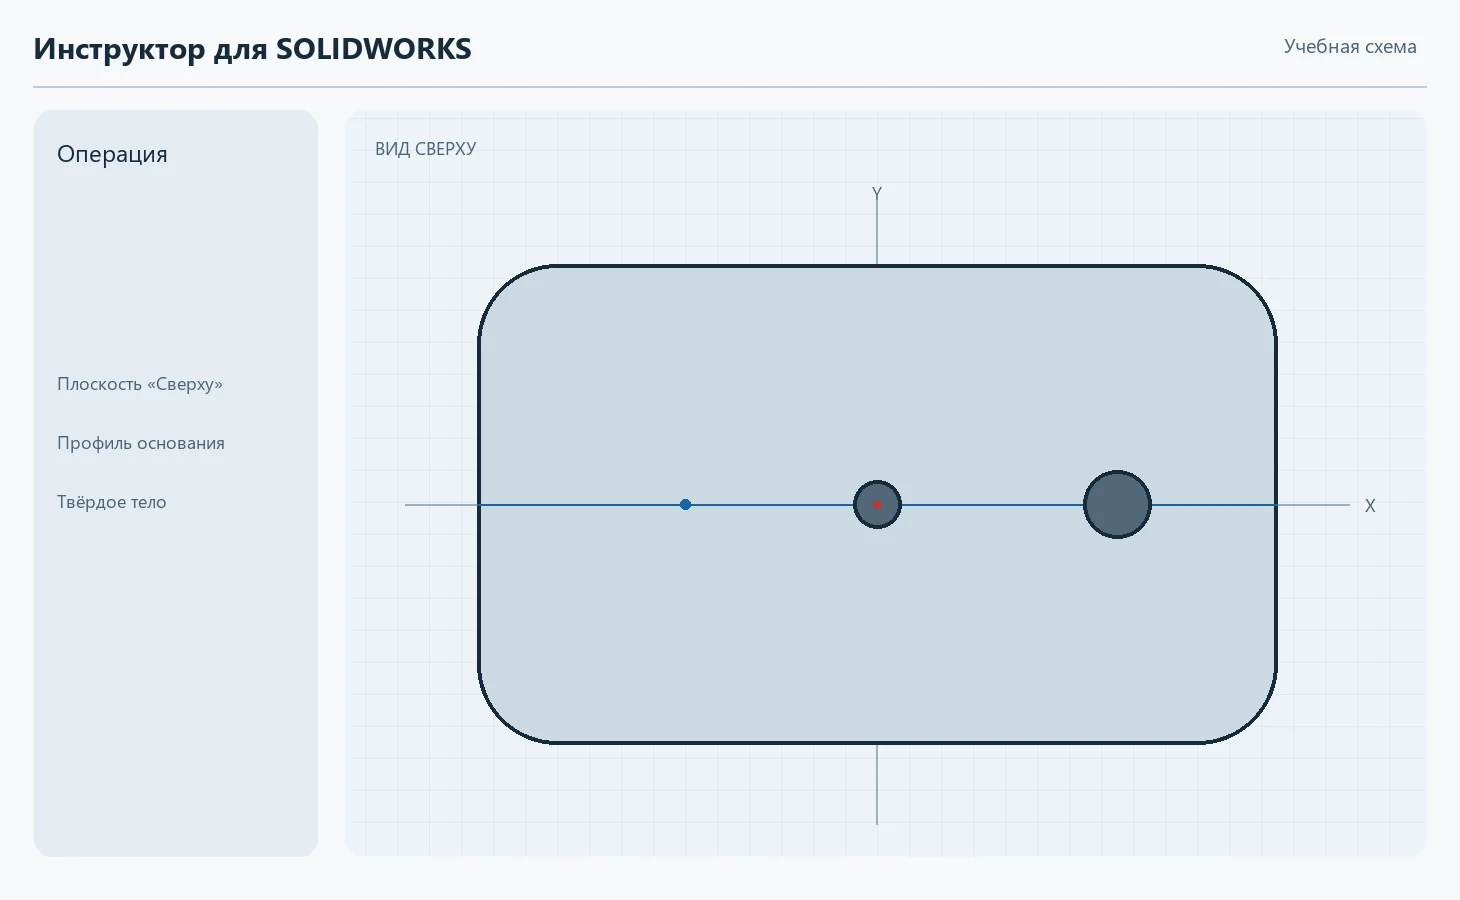 Инструктор для SOLIDWORKS
Учебная схема
Операция
Плоскость «Сверху»
Профиль основания
Твёрдое тело
ВИД СВЕРХУ
Y
X